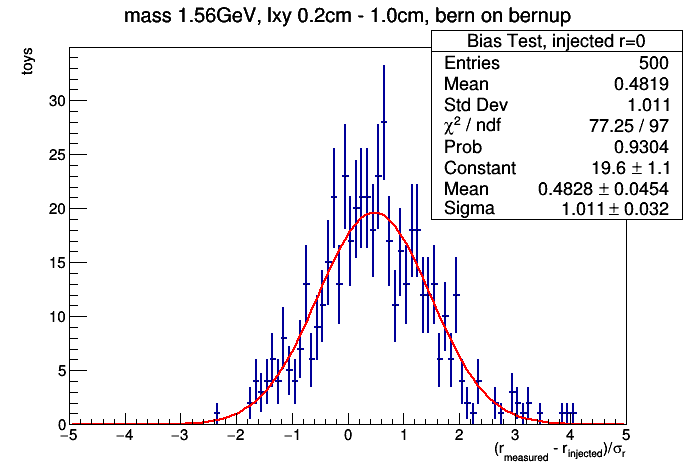 mass 1.56GeV, lxy 0.2cm - 1.0cm, bern on bernup
Bias Test, injected r=0
Entries 500
Mean 0.4819
Std Dev 1.011
χ² / ndf 77.25 / 97
Prob 0.9304
Constant 19.6 ± 1.1
Mean 0.4828 ± 0.0454
Sigma 1.011 ± 0.032
toys
30
25
20
15
10
5
0
−5 −4 −3 −2 −1 0 1 2 3 4 5
(r_measured - r_injected)/σ_r